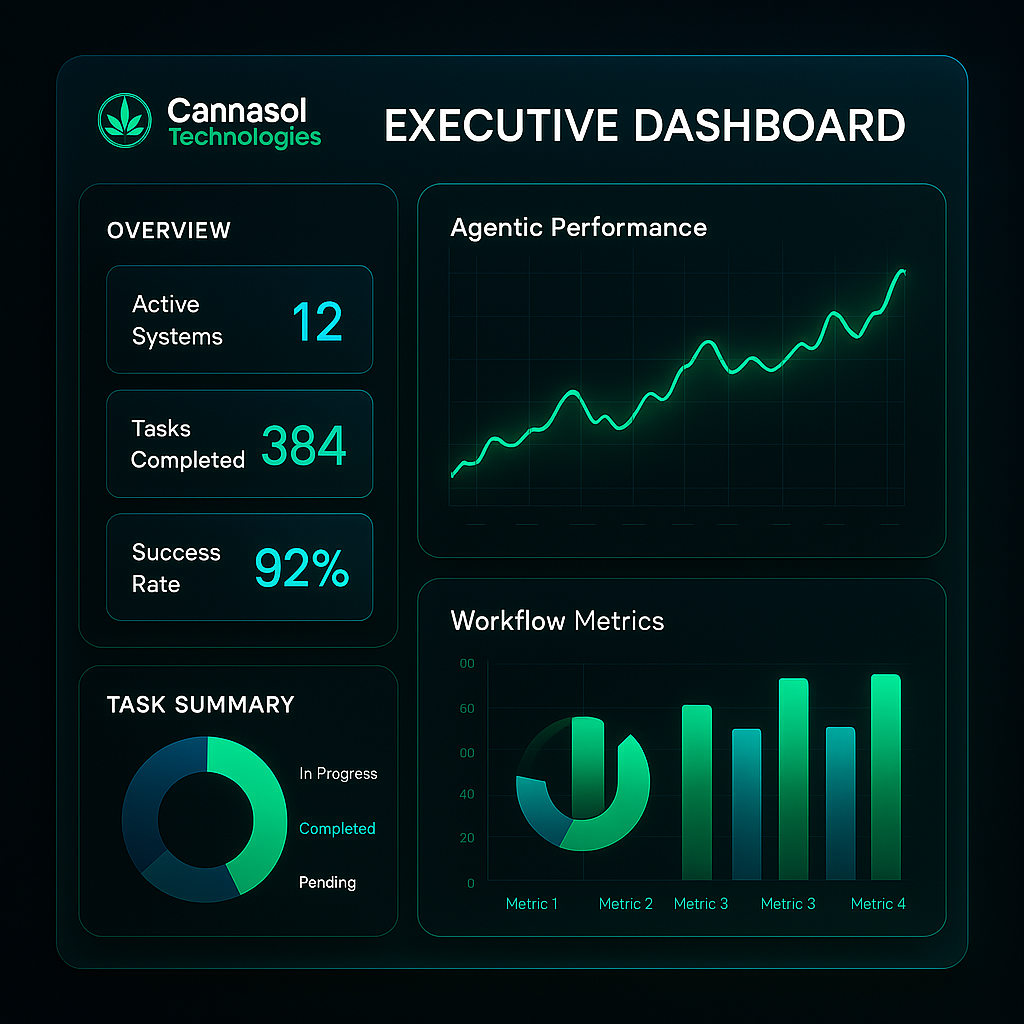 Cannasol
Technologies
EXECUTIVE DASHBOARD
OVERVIEW
Active
Systems
12
Tasks
Completed
384
Success
Rate
92%
TASK SUMMARY
In Progress
Completed
Pending
Agentic Performance
Workflow Metrics
00
60
00
40
20
0
Metric 1
Metric 2
Metric 3
Metric 3
Metric 4